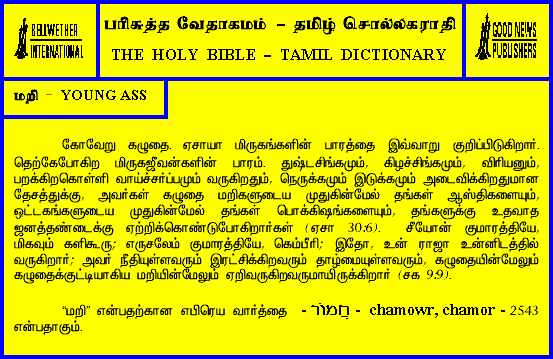 BELLWETHER
INTERNATIONAL
பரிசுத்த வேதாகமம் – தமிழ் சொல்லகராதி
THE HOLY BIBLE – TAMIL DICTIONARY
GOOD NEWS
PUBLISHERS
மறி - YOUNG ASS
கோவேறு கழுதை. ஏசாயா மிருகங்களின் பாரத்தை இவ்வாறு குறிப்பிடுகிறார்.
தெற்கேபோகிற மிருகஜீவன்களின் பாரம். துஷ்டசிங்கமும், கிழச்சிங்கமும், விரியனும்,
பறக்கிறகொள்ளி வாய்ச்சர்ப்பமும் வருகிறதும், நெருக்கமும் இடுக்கமும் அடைவிக்கிறதுமான
தேசத்துக்கு, அவர்கள் கழுதை மறிகளுடைய முதுகின்மேல் தங்கள் ஆஸ்திகளையும்,
ஒட்டகங்களுடைய முதுகின்மேல் தங்கள் பொக்கிஷங்களையும், தங்களுக்கு உதவாத
ஜனத்தண்டைக்கு ஏற்றிக்கொண்டுபோகிறார்கள் (ஏசா 30:6). சீயோன் குமாரத்தியே,
மிகவும் களிகூரு; எருசலேம் குமாரத்தியே, கெம்பீரி; இதோ, உன் ராஜா உன்னிடத்தில்
வருகிறார்; அவர் நீதியுள்ளவரும் இரட்சிக்கிறவரும் தாழ்மையுள்ளவரும், கழுதையின்மேலும்
கழுதைக்குட்டியாகிய மறியின்மேலும் ஏறிவருகிறவருமாயிருக்கிறார் (சக 9:9).
“மறி” என்பதற்கான எபிரெய வார்த்தை - חֲמוֹר - chamowr, chamor - 2543
என்பதாகும்.